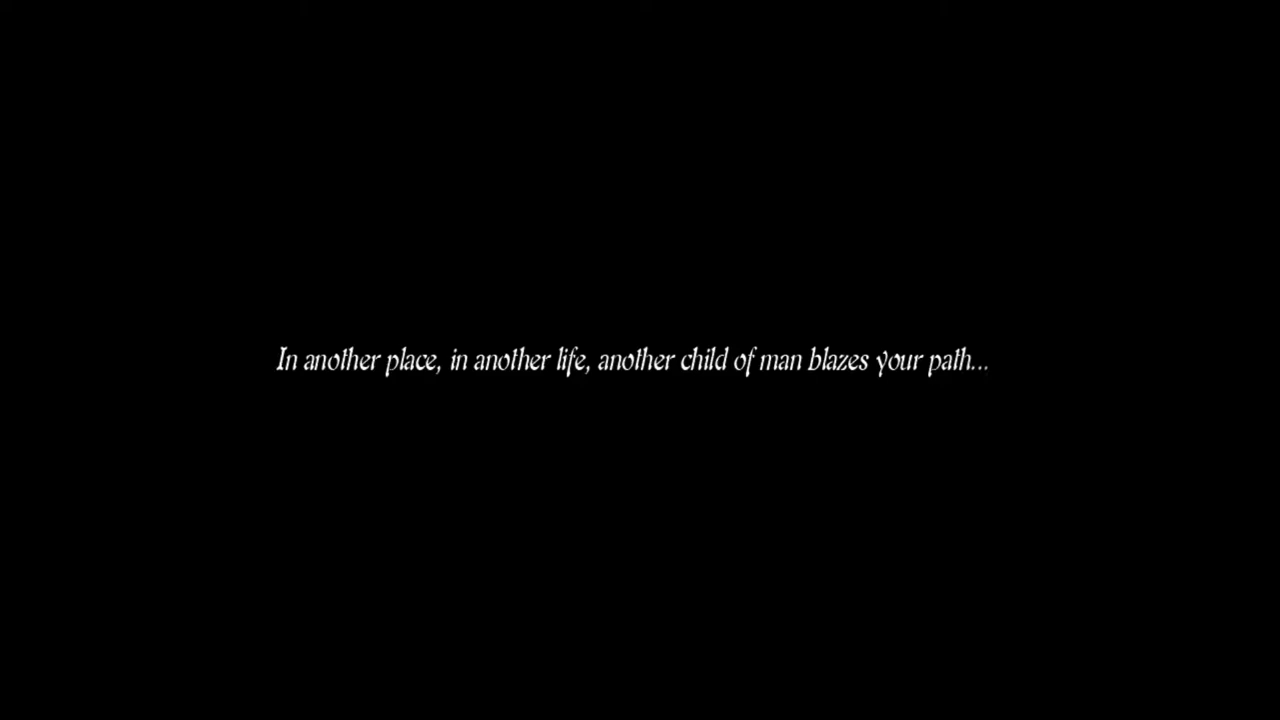 In another place, in another life, another child of man blazes your path...